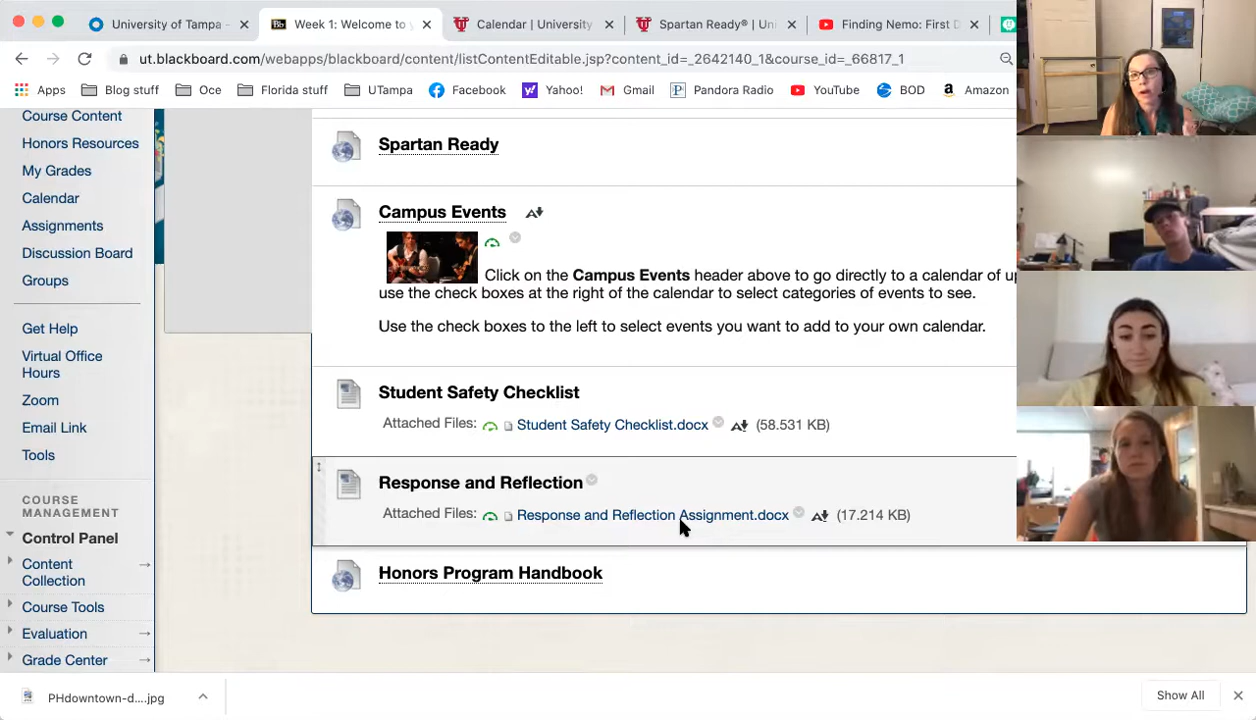 University of Tampa -
Bb
Week 1: Welcome to y
Calendar | University
Spartan Ready® | Uni
Finding Nemo: First D
ut.blackboard.com/webapps/blackboard/content/listContentEditable.jsp?content_id=_2642140_1&course_id=_66817_1
Apps
Blog stuff
Oce
Florida stuff
UTampa
Facebook
Yahoo!
Gmail
Pandora Radio
YouTube
BOD
Amazon
Course Content
Honors Resources
My Grades
Calendar
Assignments
Discussion Board
Groups
Get Help
Virtual Office
Hours
Zoom
Email Link
Tools
COURSE
MANAGEMENT
Control Panel
Content
Collection
Course Tools
Evaluation
Grade Center
Spartan Ready
Campus Events
Click on the Campus Events header above to go directly to a calendar of up
use the check boxes at the right of the calendar to select categories of events to see.
Use the check boxes to the left to select events you want to add to your own calendar.
Student Safety Checklist
Attached Files: Student Safety Checklist.docx (58.531 KB)
Response and Reflection
Attached Files: Response and Reflection Assignment.docx (17.214 KB)
Honors Program Handbook
PHdowntown-d....jpg
Show All